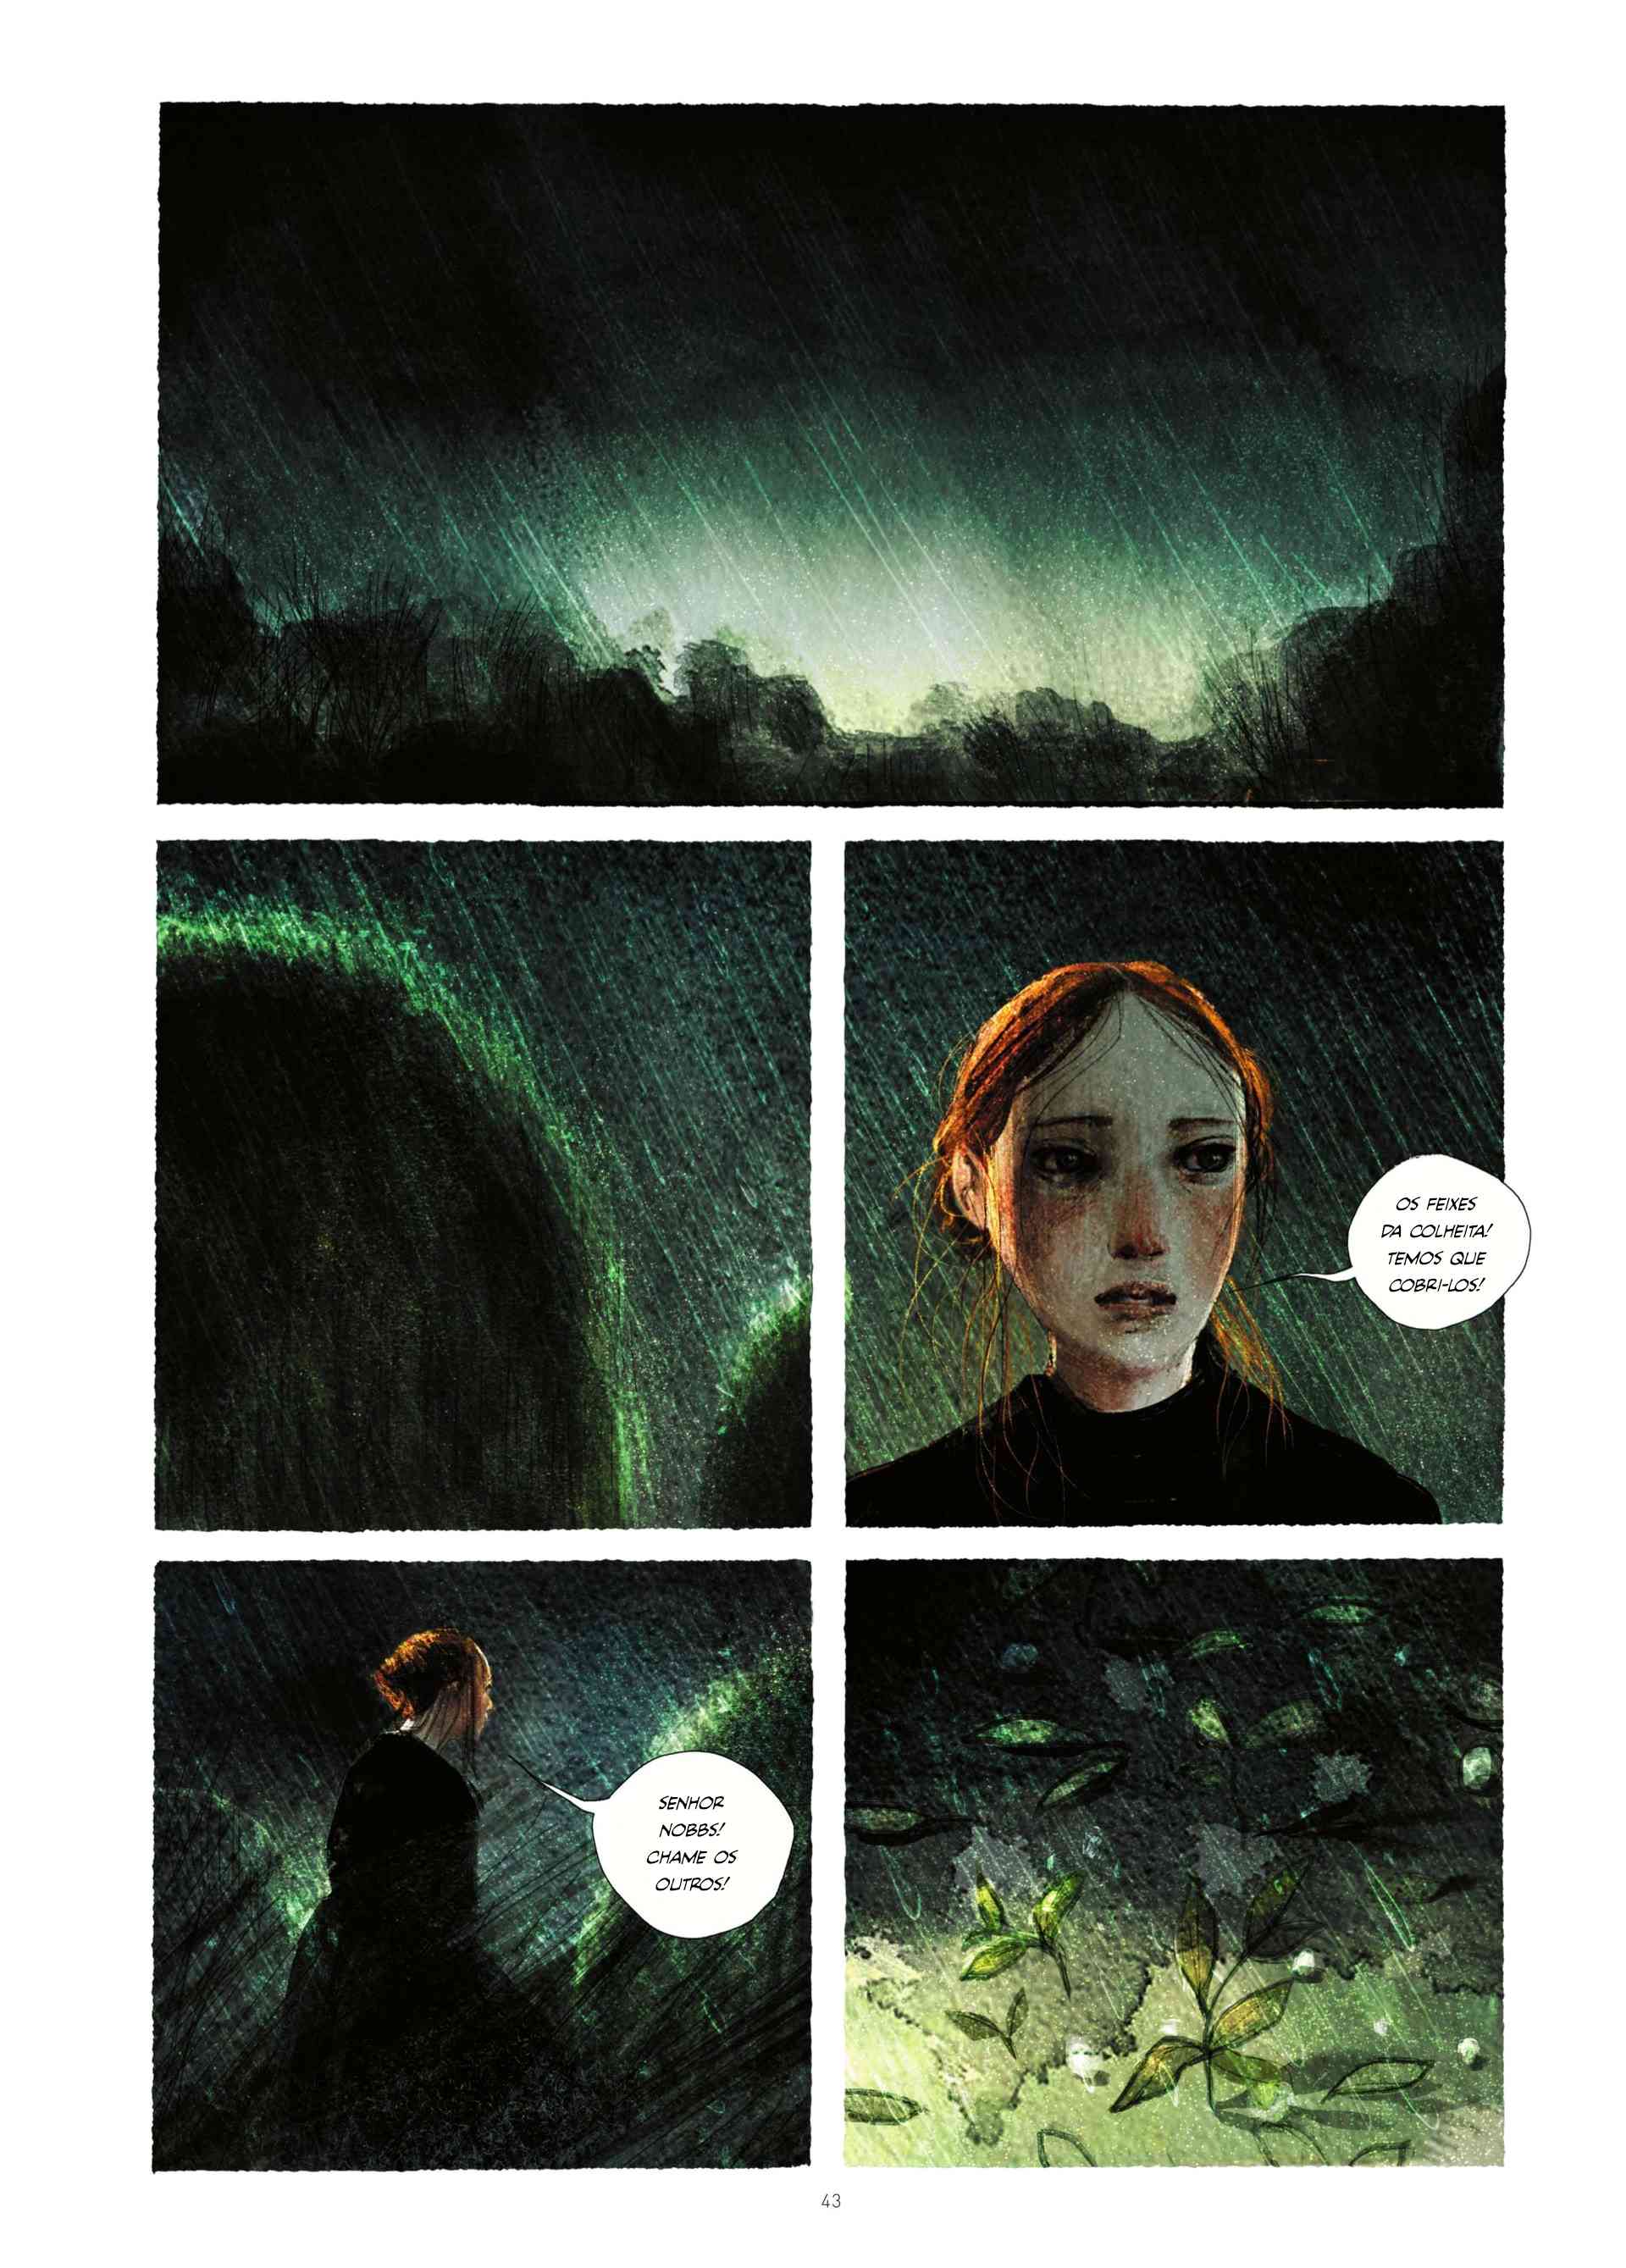 OS FEIXES
DA COLHEITA!
TEMOS QUE
COBRI-LOS!
SENHOR
NOBBS!
CHAME OS
OUTROS!
43